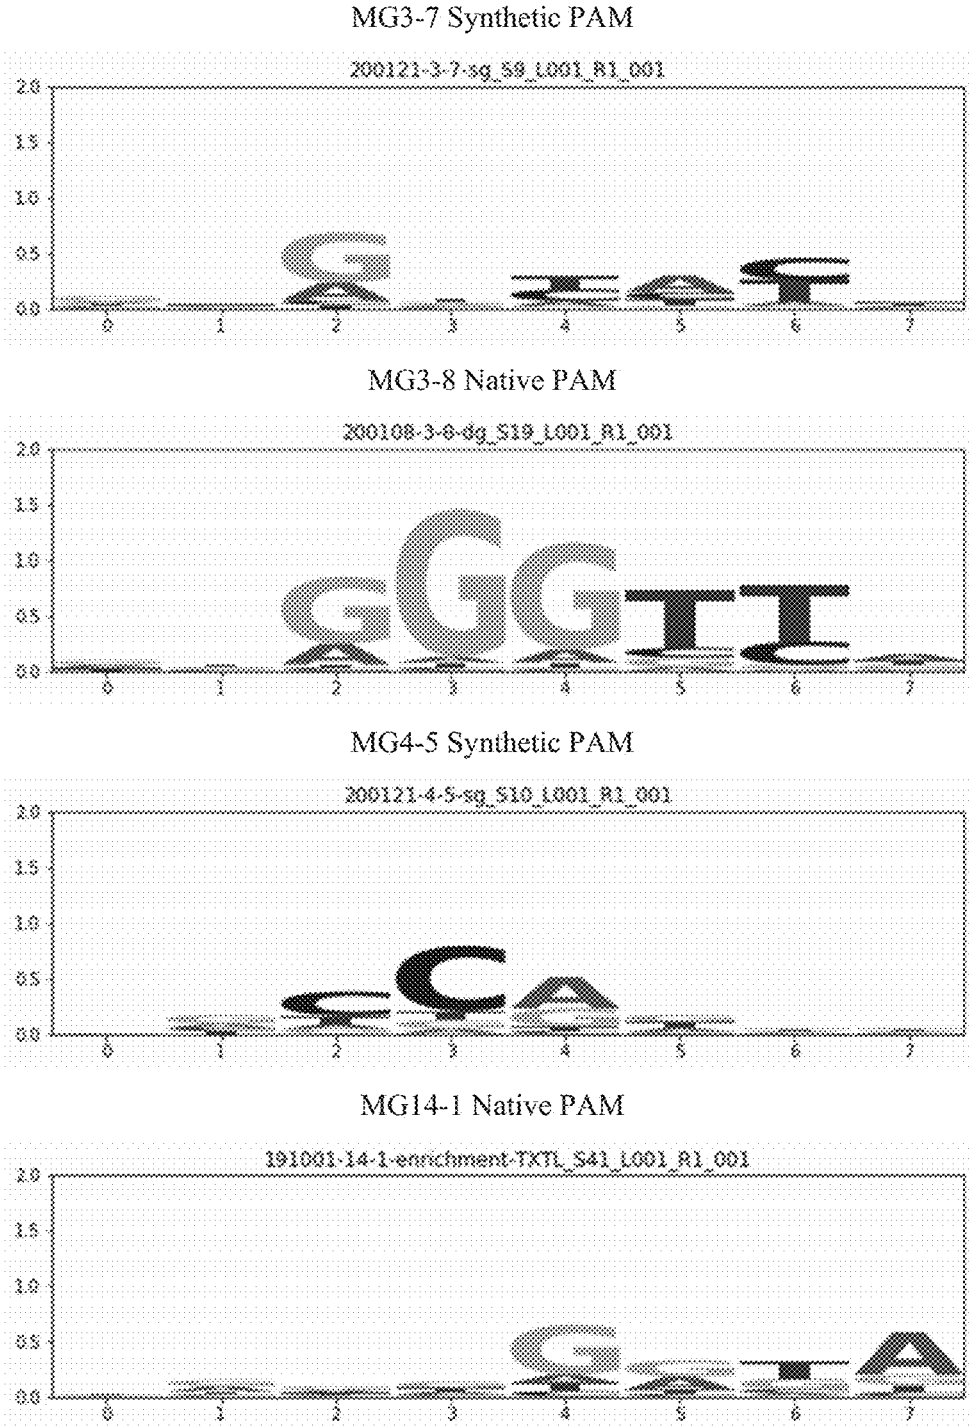 MG3-7 Synthetic PAM
200121-3-7-sg_S9_L001_R1_001
2.0
1.5
1.0
0.5
0.0
0 1 2 3 4 5 6 7
MG3-8 Native PAM
200108-3-8-dg_S19_L001_R1_001
2.0
1.5
1.0
0.5
0.0
0 1 2 3 4 5 6 7
MG4-5 Synthetic PAM
200121-4-5-sg_S10_L001_R1_001
2.0
1.5
1.0
0.5
0.0
0 1 2 3 4 5 6 7
MG14-1 Native PAM
191001-14-1-enrichment-TXTL_S41_L001_R1_001
2.0
1.5
1.0
0.5
0.0
0 1 2 3 4 5 6 7